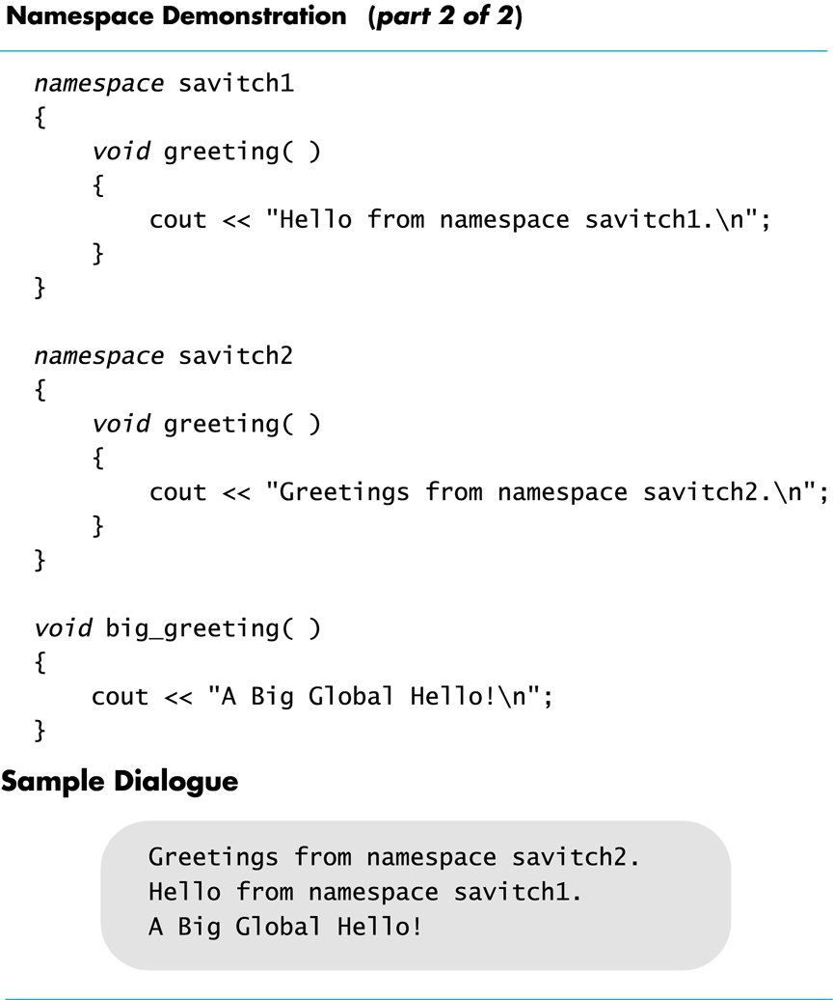 Namespace Demonstration (part 2 of 2)
namespace savitch1
{
void greeting( )
{
cout << "Hello from namespace savitch1.\n";
}
}
namespace savitch2
{
void greeting( )
{
cout << "Greetings from namespace savitch2.\n";
}
}
void big_greeting( )
{
cout << "A Big Global Hello!\n";
}
Sample Dialogue
Greetings from namespace savitch2.
Hello from namespace savitch1.
A Big Global Hello!